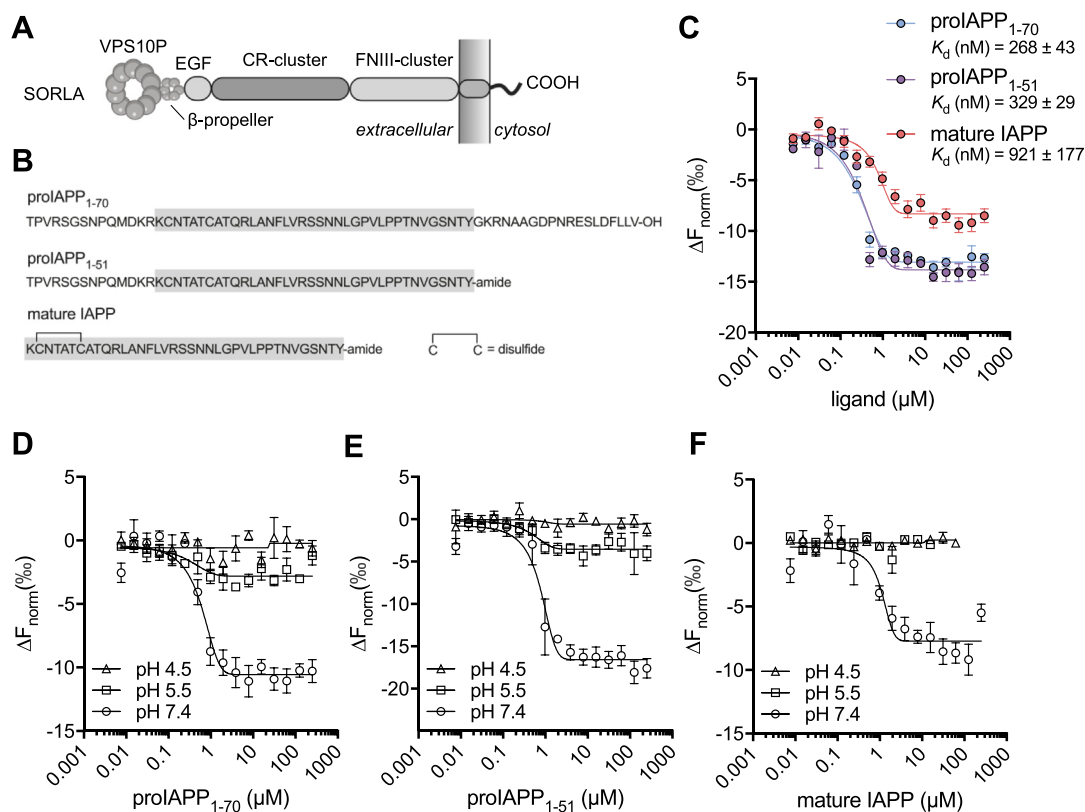 A
VPS10P
EGF
CR-cluster
FNIII-cluster
SORLA
COOH
β-propeller
extracellular
cytosol
B
proIAPP1-70
TPVRSGSNPQMDKRKCNTATCATQRLANFLVRSSNNLGPVLPPTNVGSNTYGKRNAAGDPNRESLDFLLV-OH
proIAPP1-51
TPVRSGSNPQMDKRKCNTATCATQRLANFLVRSSNNLGPVLPPTNVGSNTY-amide
mature IAPP
KCNTATCATQRLANFLVRSSNNLGPVLPPTNVGSNTY-amide
C C = disulfide
C
proIAPP1-70
Kd (nM) = 268 ± 43
proIAPP1-51
Kd (nM) = 329 ± 29
mature IAPP
Kd (nM) = 921 ± 177
5
0
-5
-10
-15
-20
ΔFnorm(‰)
0.001 0.01 0.1 1 10 100 1000
ligand (µM)
D
5
0
-5
-10
-15
ΔFnorm(‰)
pH 4.5
pH 5.5
pH 7.4
0.001 0.01 0.1 1 10 100 1000
proIAPP1-70 (µM)
E
5
0
-5
-10
-15
-20
ΔFnorm(‰)
pH 4.5
pH 5.5
pH 7.4
0.001 0.01 0.1 1 10 100 1000
proIAPP1-51 (µM)
F
5
0
-5
-10
-15
ΔFnorm(‰)
pH 4.5
pH 5.5
pH 7.4
0.001 0.01 0.1 1 10 100 1000
mature IAPP (µM)